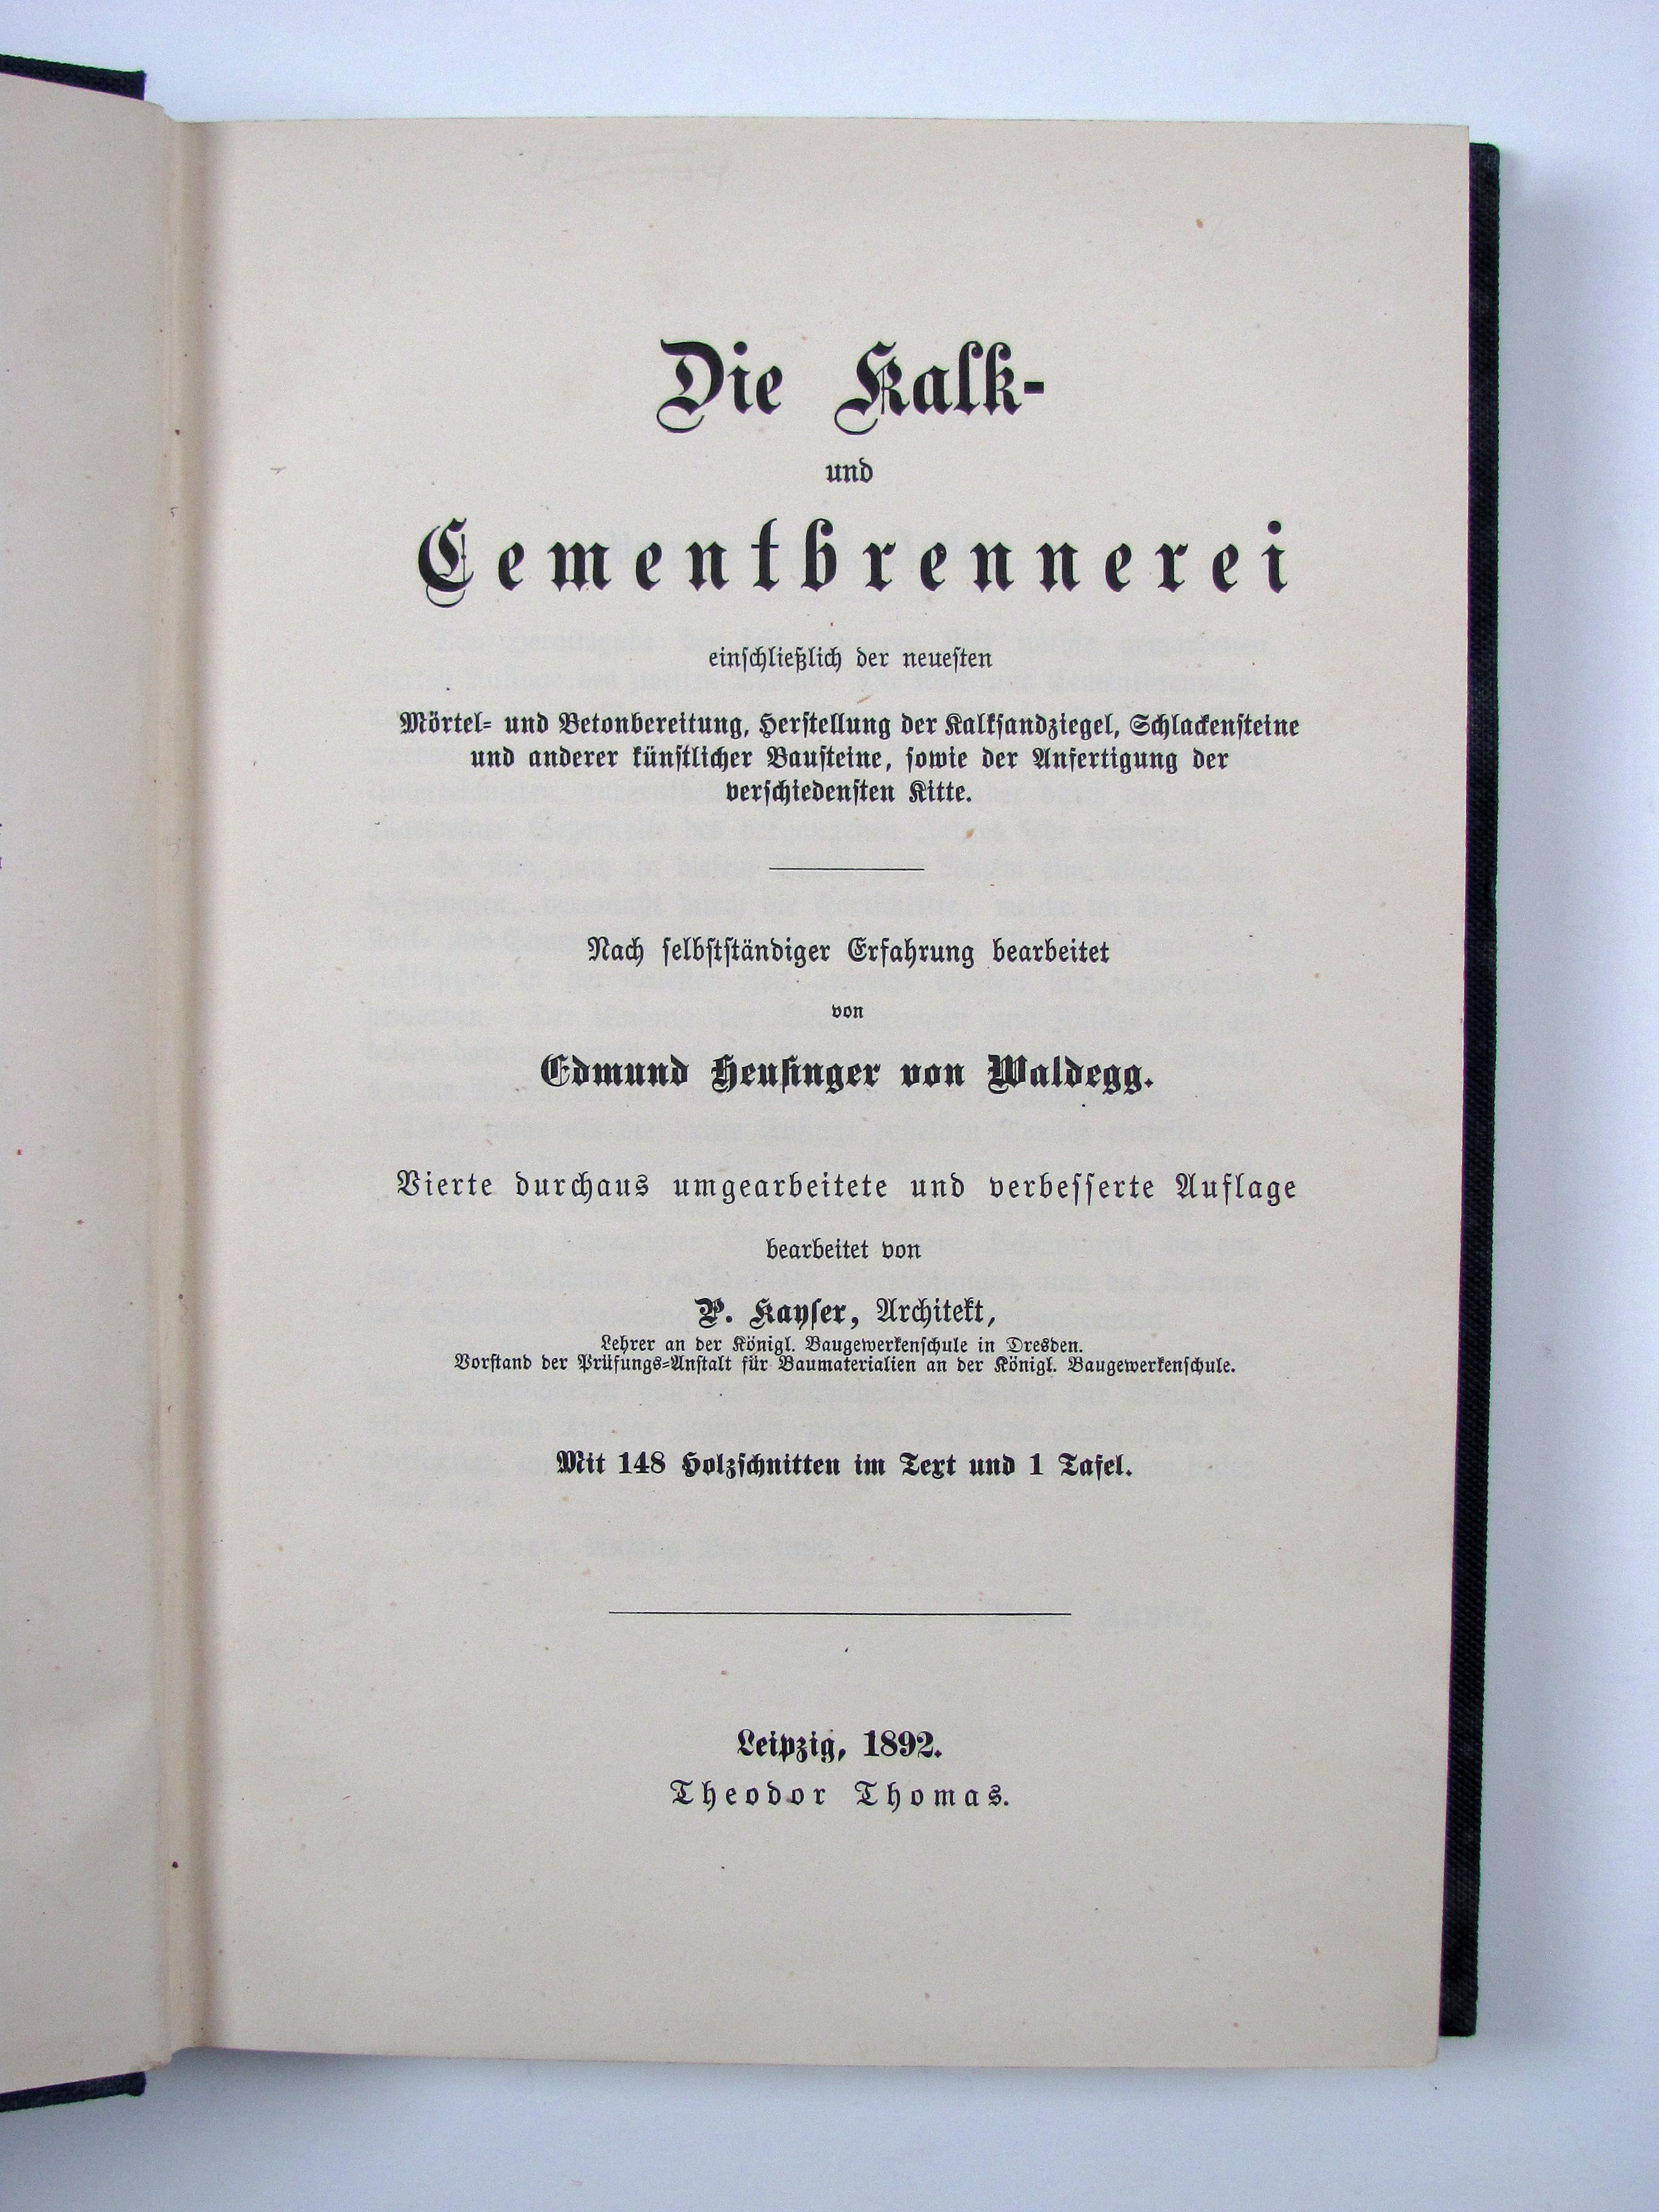 Die Kalk-
und
Cementbrennerei
einschließlich der neuesten
Mörtel- und Betonbereitung, Herstellung der Kalksandziegel, Schlackensteine
und anderer künstlicher Bausteine, sowie der Anfertigung der
verschiedensten Kitte.
Nach selbstständiger Erfahrung bearbeitet
von
Edmund Heusinger von Waldegg.
Vierte durchaus umgearbeitete und verbesserte Auflage
bearbeitet von
P. Kayser, Architekt,
Lehrer an der Königl. Baugewerkenschule in Dresden.
Vorstand der Prüfungs-Anstalt für Baumaterialien an der Königl. Baugewerkenschule.
Mit 148 Holzschnitten im Text und 1 Tafel.
Leipzig, 1892.
Theodor Thomas.